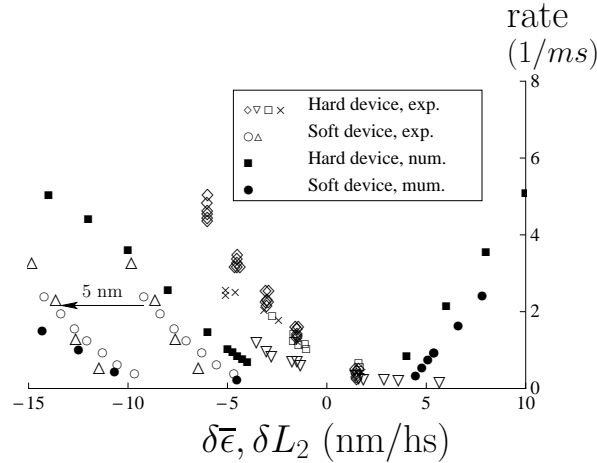 rate
(1/ms)
8
Hard device, exp.
Soft device, exp.
Hard device, num.
Soft device, mum.
6
4
5 nm
2
0
−15 −10 −5 0 5 10
δϵ̅, δL₂ (nm/hs)